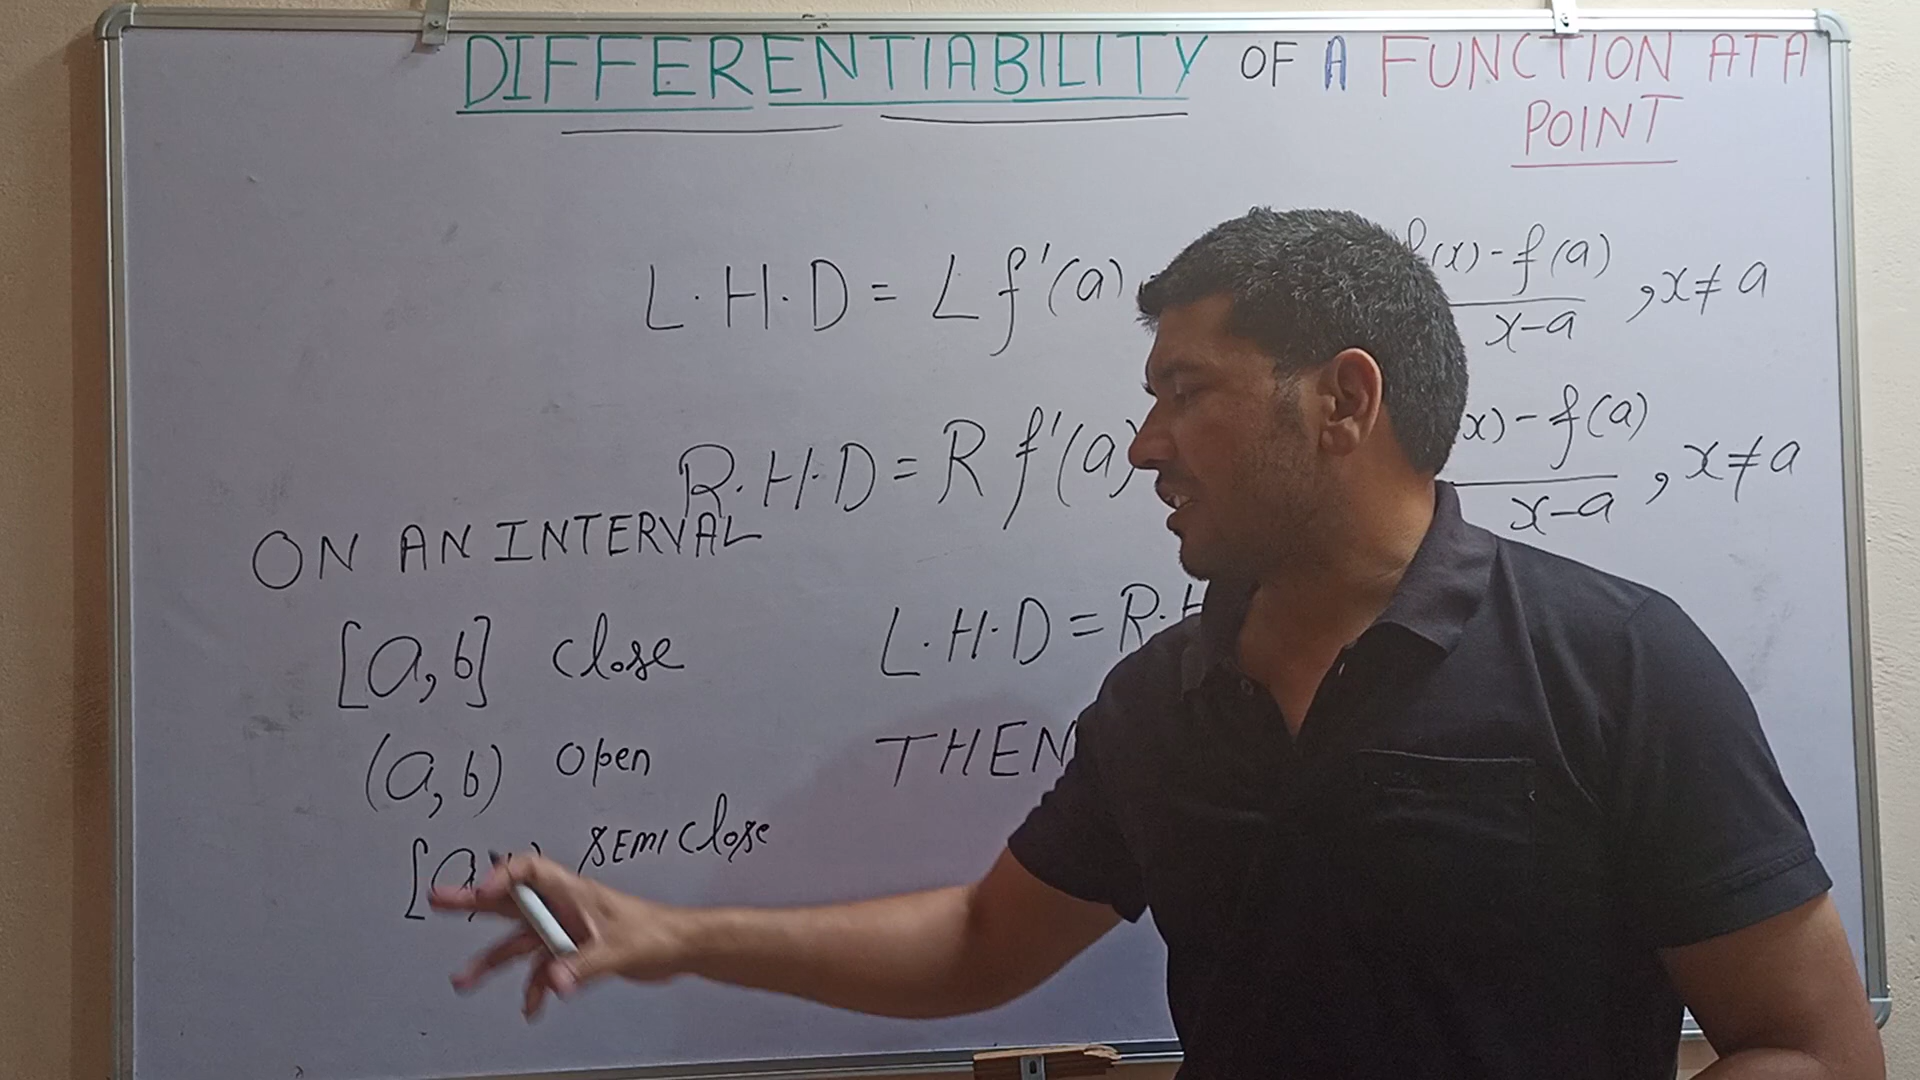 DIFFERENTIABILITY OF A FUNCTION AT A
POINT
L.H.D = L f'(a) f(x)-f(a) , x≠a
x-a
R.H.D = R f'(a) x)-f(a) , x≠a
x-a
ON AN INTERVAL
[a,b] close
L.H.D = R.H
(a,b) open
THEN
[a, ) SEMI close